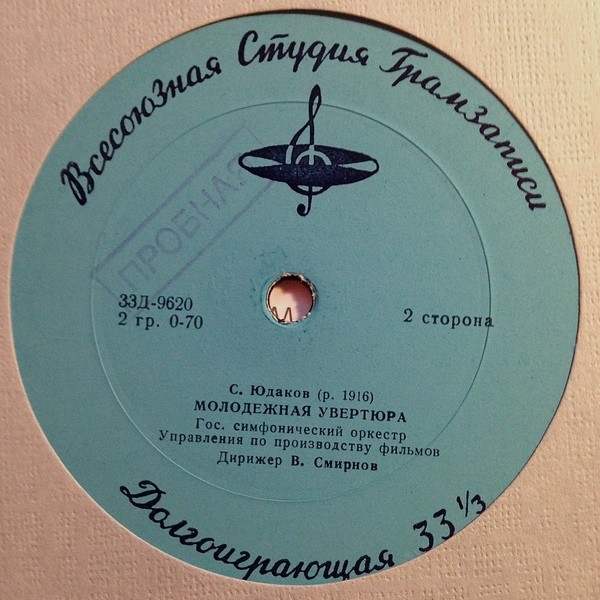 Всесоюзная Студия Грамзаписи
ПРОБНАЯ
33Д-9620
2 гр. 0-70
2 сторона
С. Юдаков (р. 1916)
МОЛОДЕЖНАЯ УВЕРТЮРА
Гос. симфонический оркестр
Управления по производству фильмов
Дирижер В. Смирнов
Долгоиграющая 33 1/3